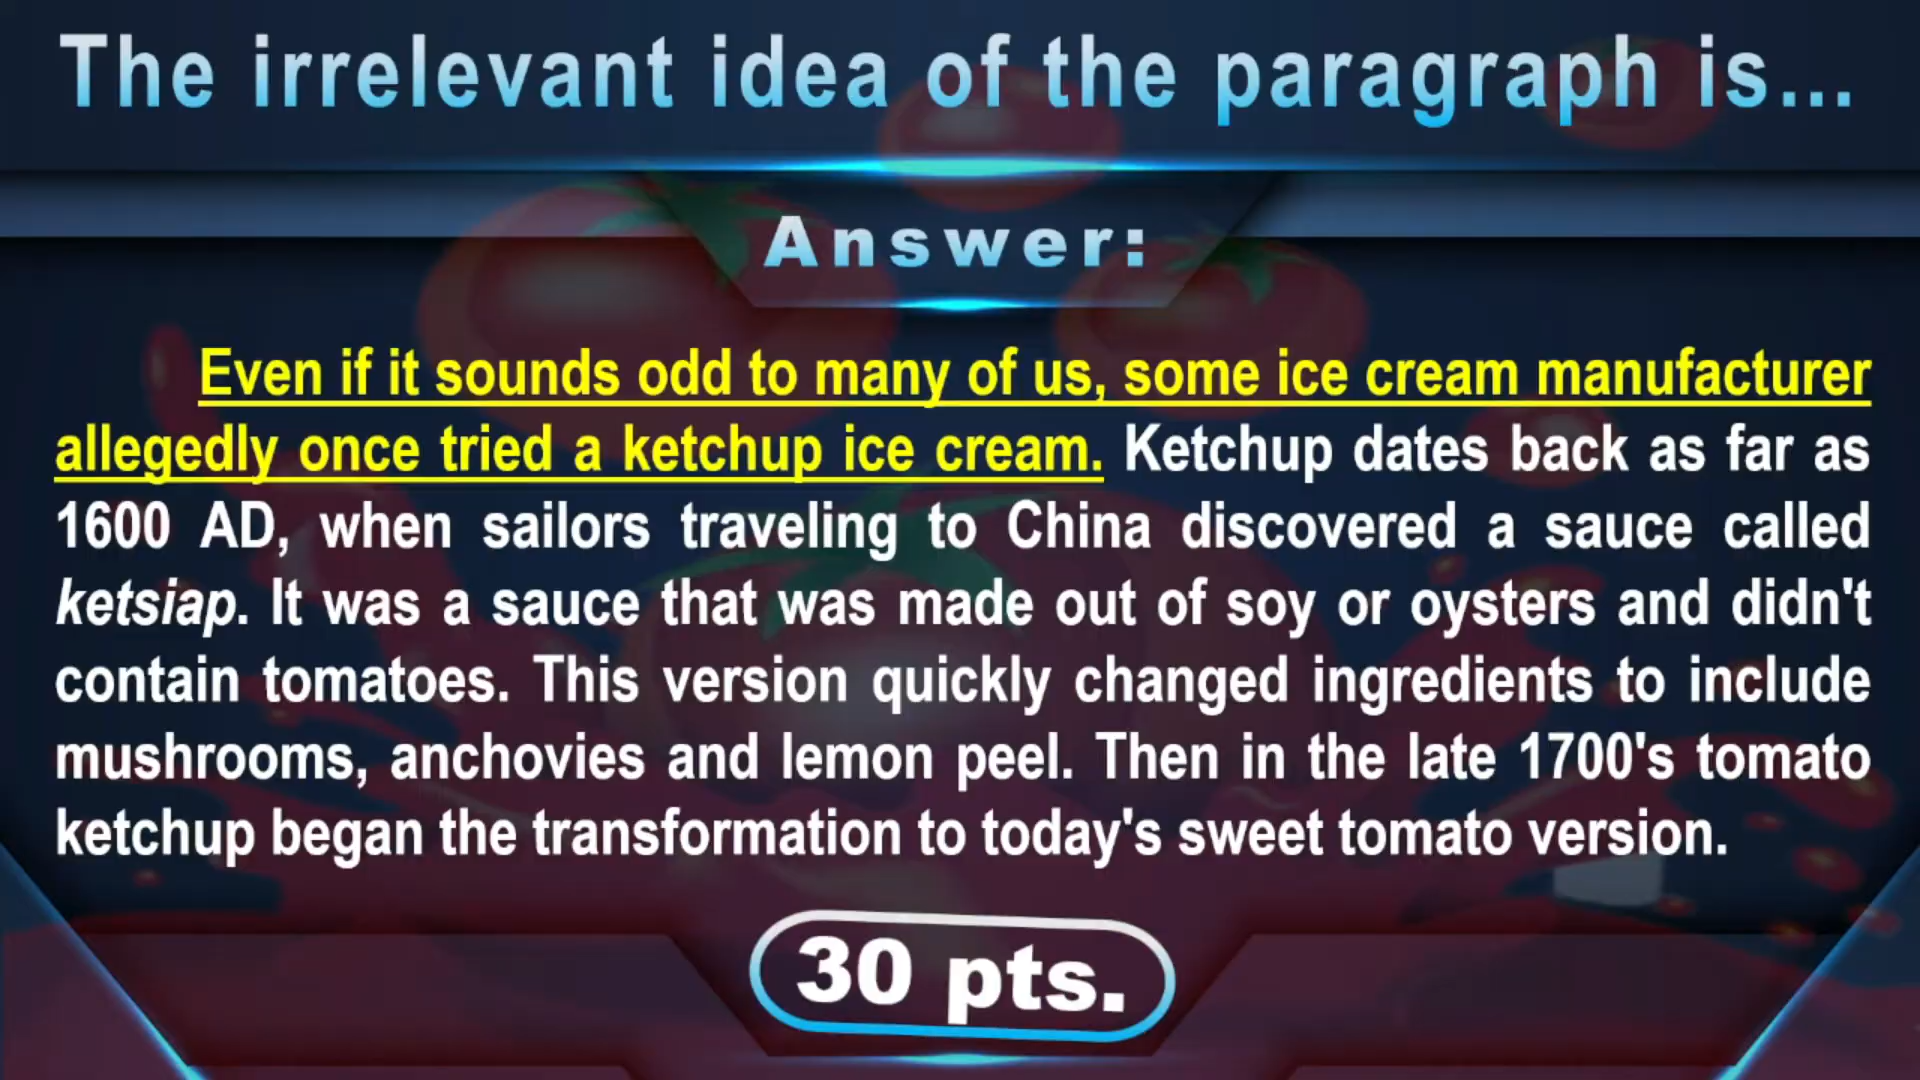 The irrelevant idea of the paragraph is...
Answer:
Even if it sounds odd to many of us, some ice cream manufacturer
allegedly once tried a ketchup ice cream. Ketchup dates back as far as
1600 AD, when sailors traveling to China discovered a sauce called
ketsiap. It was a sauce that was made out of soy or oysters and didn't
contain tomatoes. This version quickly changed ingredients to include
mushrooms, anchovies and lemon peel. Then in the late 1700's tomato
ketchup began the transformation to today's sweet tomato version.
30 pts.